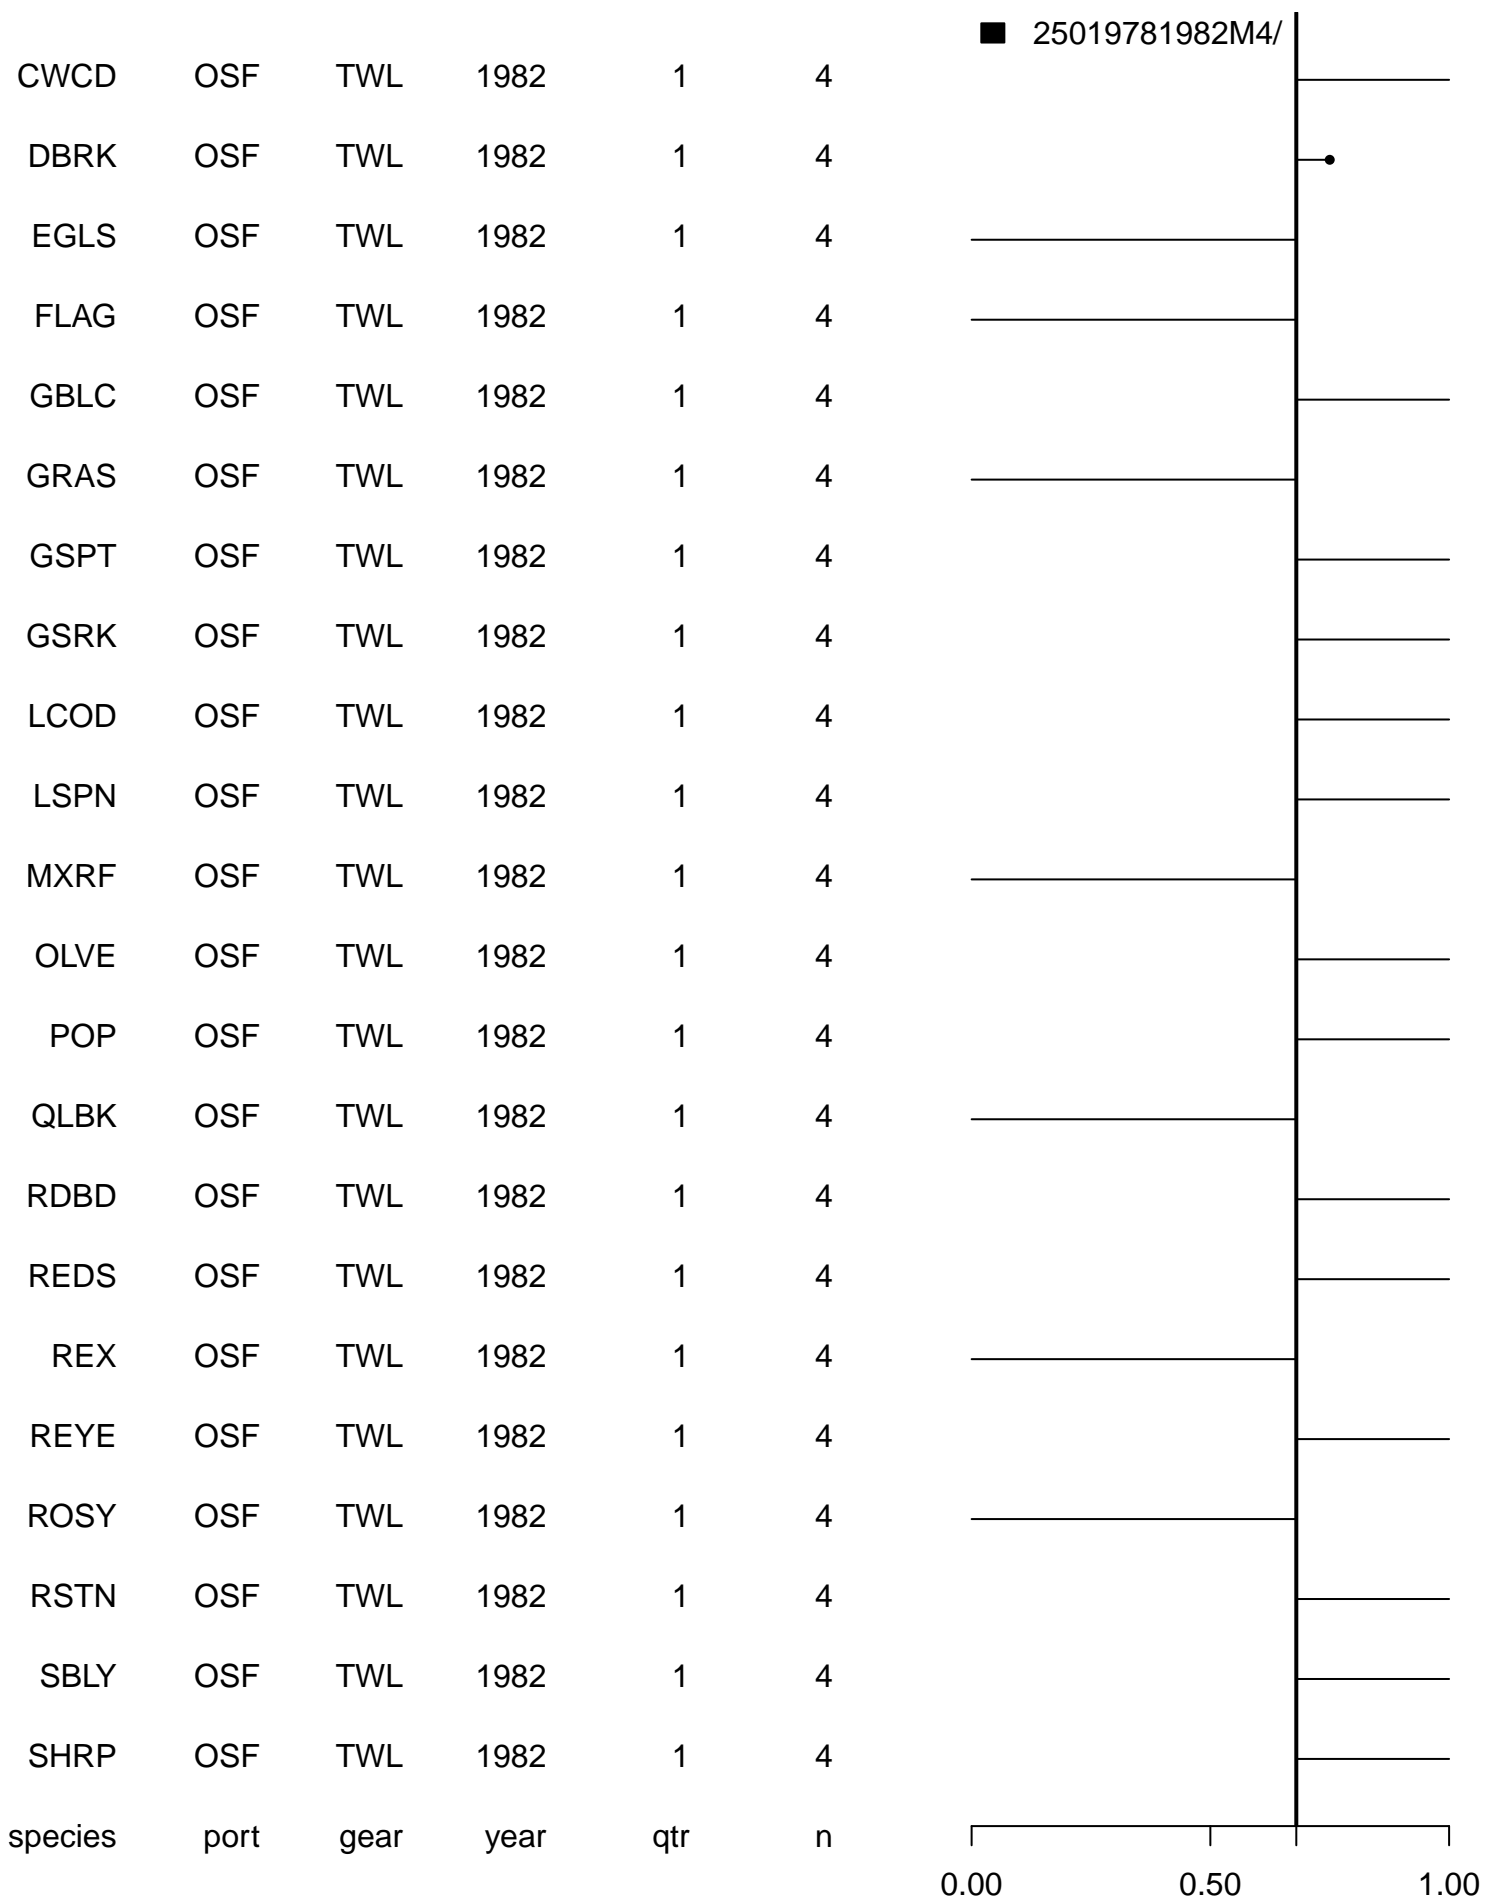 25019781982M4/
CWCD OSF TWL 1982 1 4
DBRK OSF TWL 1982 1 4
EGLS OSF TWL 1982 1 4
FLAG OSF TWL 1982 1 4
GBLC OSF TWL 1982 1 4
GRAS OSF TWL 1982 1 4
GSPT OSF TWL 1982 1 4
GSRK OSF TWL 1982 1 4
LCOD OSF TWL 1982 1 4
LSPN OSF TWL 1982 1 4
MXRF OSF TWL 1982 1 4
OLVE OSF TWL 1982 1 4
POP OSF TWL 1982 1 4
QLBK OSF TWL 1982 1 4
RDBD OSF TWL 1982 1 4
REDS OSF TWL 1982 1 4
REX OSF TWL 1982 1 4
REYE OSF TWL 1982 1 4
ROSY OSF TWL 1982 1 4
RSTN OSF TWL 1982 1 4
SBLY OSF TWL 1982 1 4
SHRP OSF TWL 1982 1 4
species port gear year qtr n
0.00 0.50 1.00